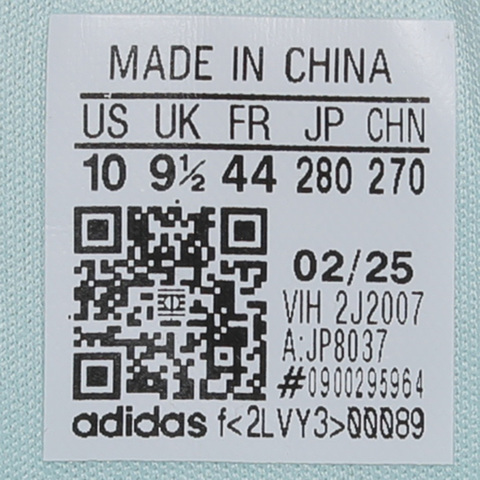 MADE IN CHINA
US UK FR JP CHN
10 9½ 44 280 270
02/25
VIH 2J2007
A:JP8037
#0900295964
adidas f<2LVY3>00089